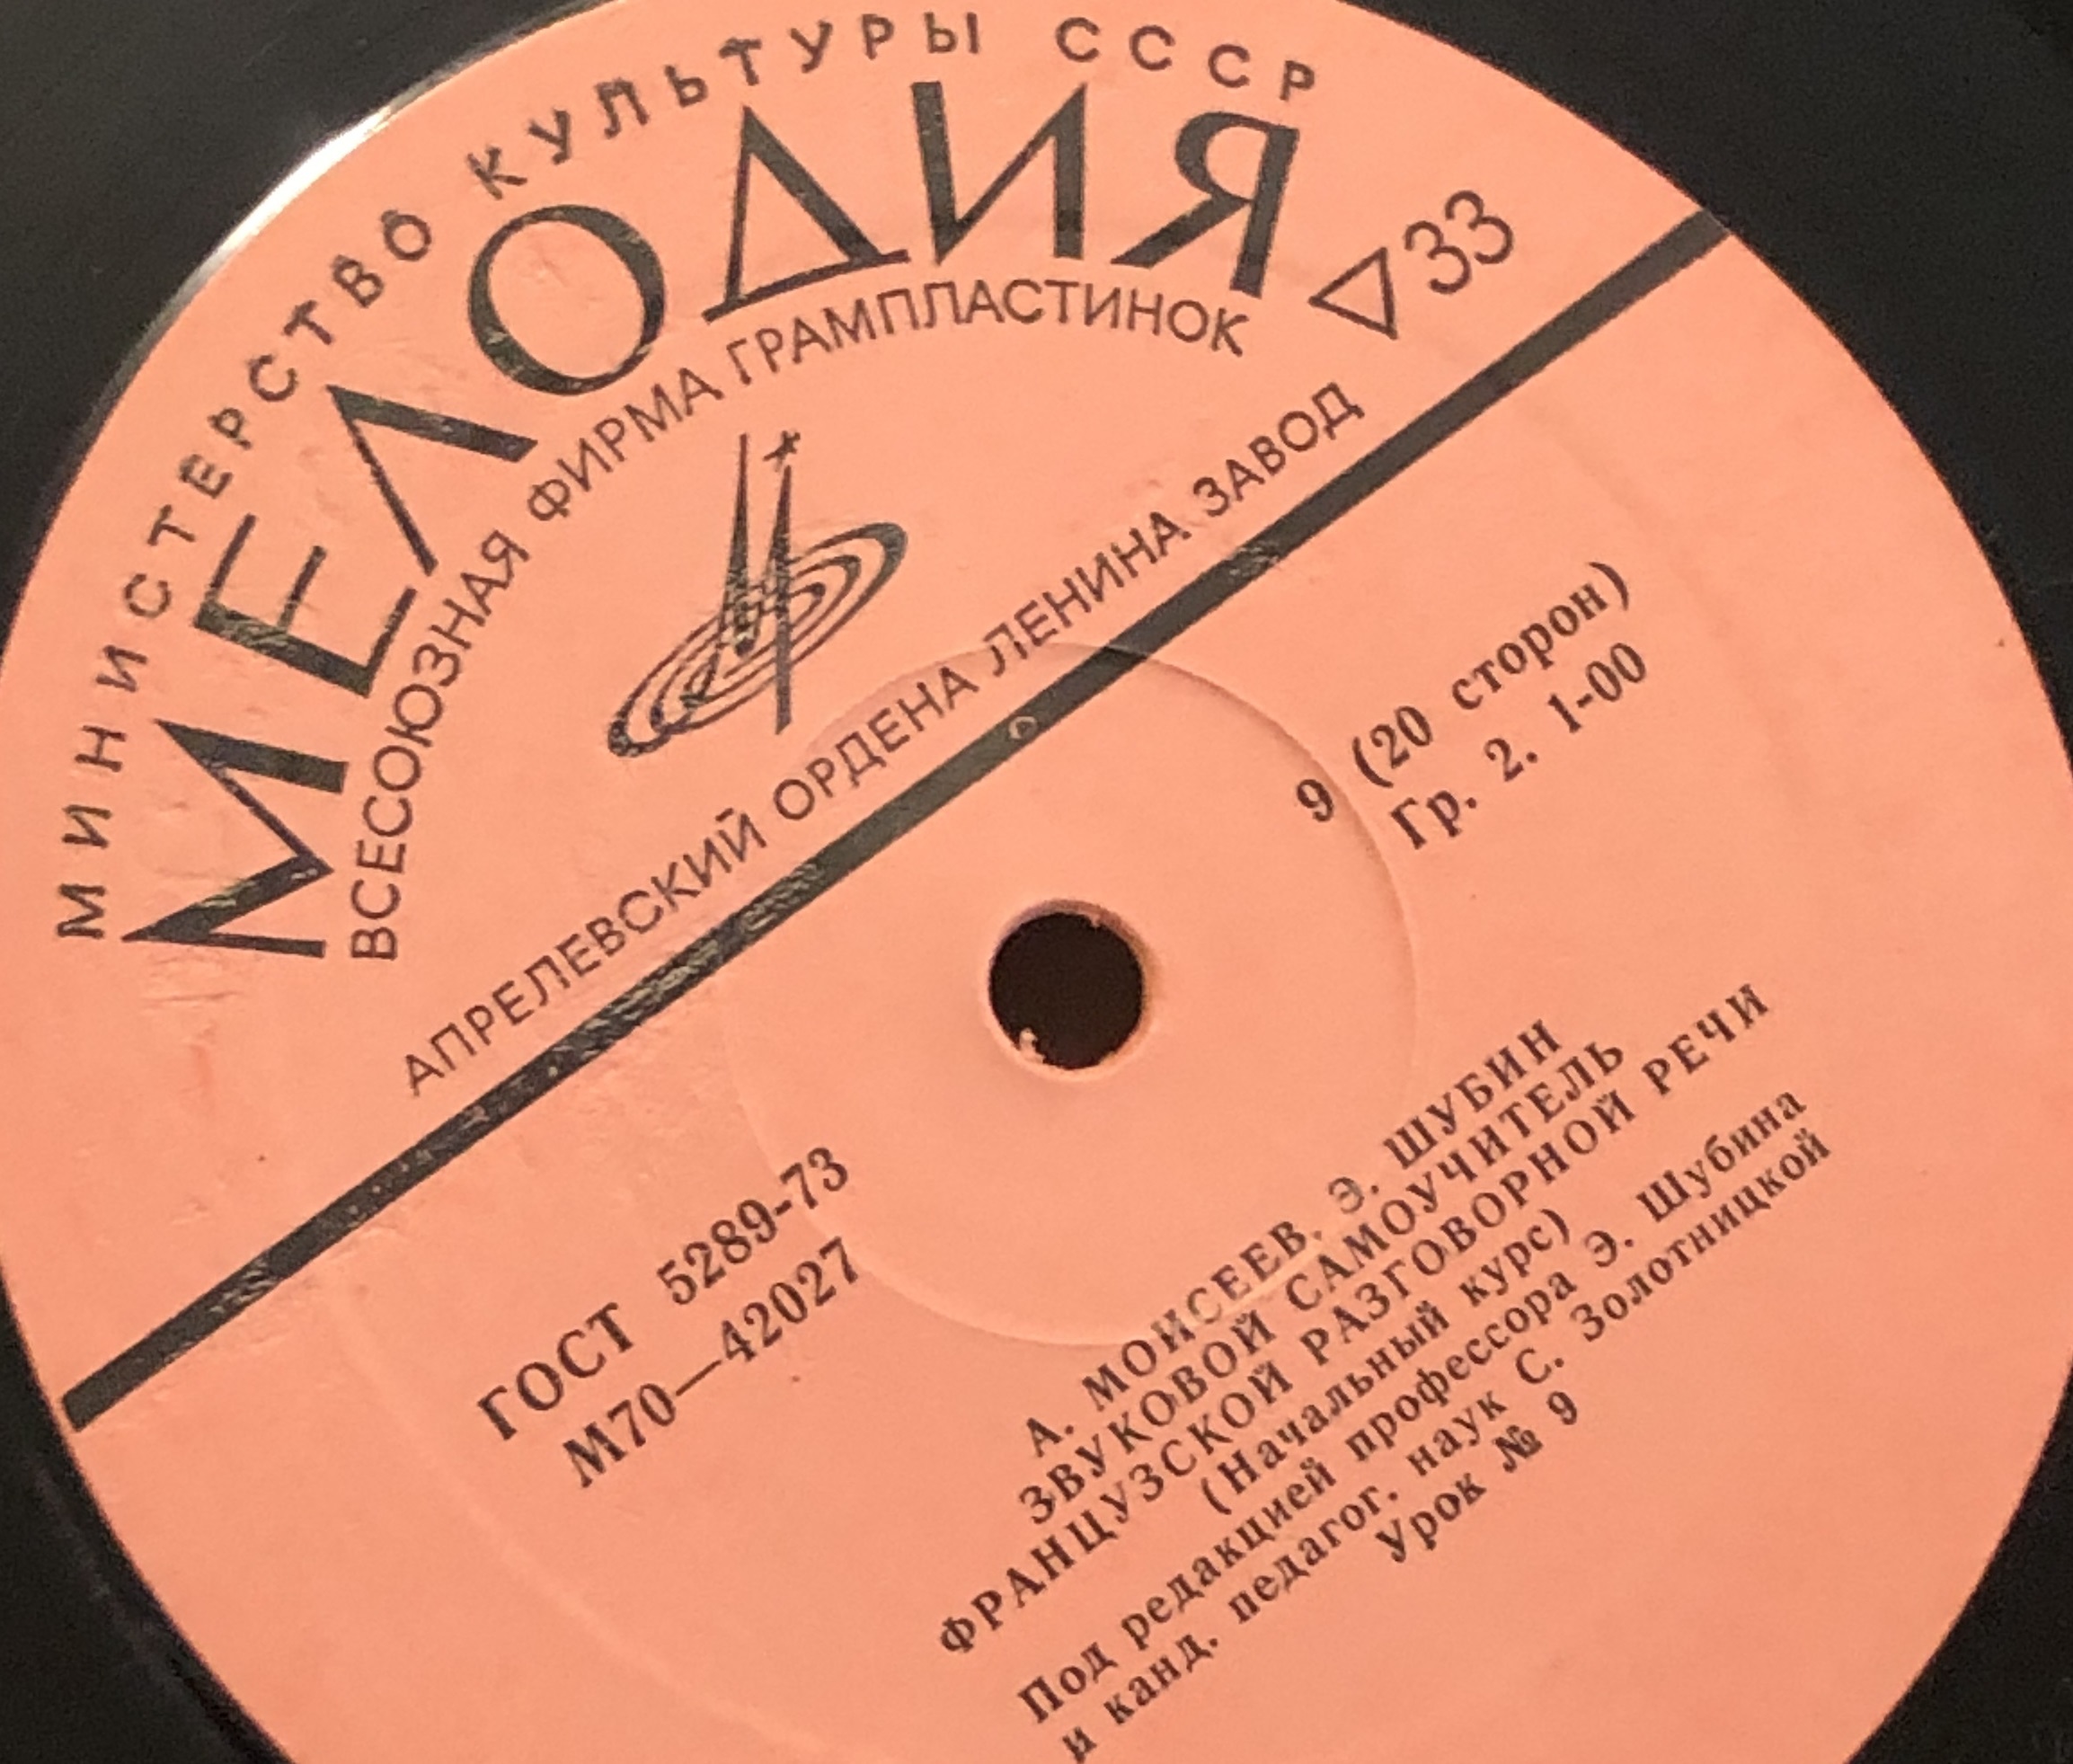 МИНИСТЕРСТВО КУЛЬТУРЫ СССР
МЕЛОДИЯ
33
ВСЕСОЮЗНАЯ ФИРМА ГРАМПЛАСТИНОК
АПРЕЛЕВСКИЙ ОРДЕНА ЛЕНИНА ЗАВОД
ГОСТ 5289-73
М70—42027
9 (20 сторон)
Гр. 2. 1-00
А. МОИСЕЕВ, Э. ШУБИН
ЗВУКОВОЙ САМОУЧИТЕЛЬ
ФРАНЦУЗСКОЙ РАЗГОВОРНОЙ РЕЧИ
(Начальный курс)
Под редакцией профессора Э. Шубина
и канд. педагог. наук С. Золотницкой
Урок № 9